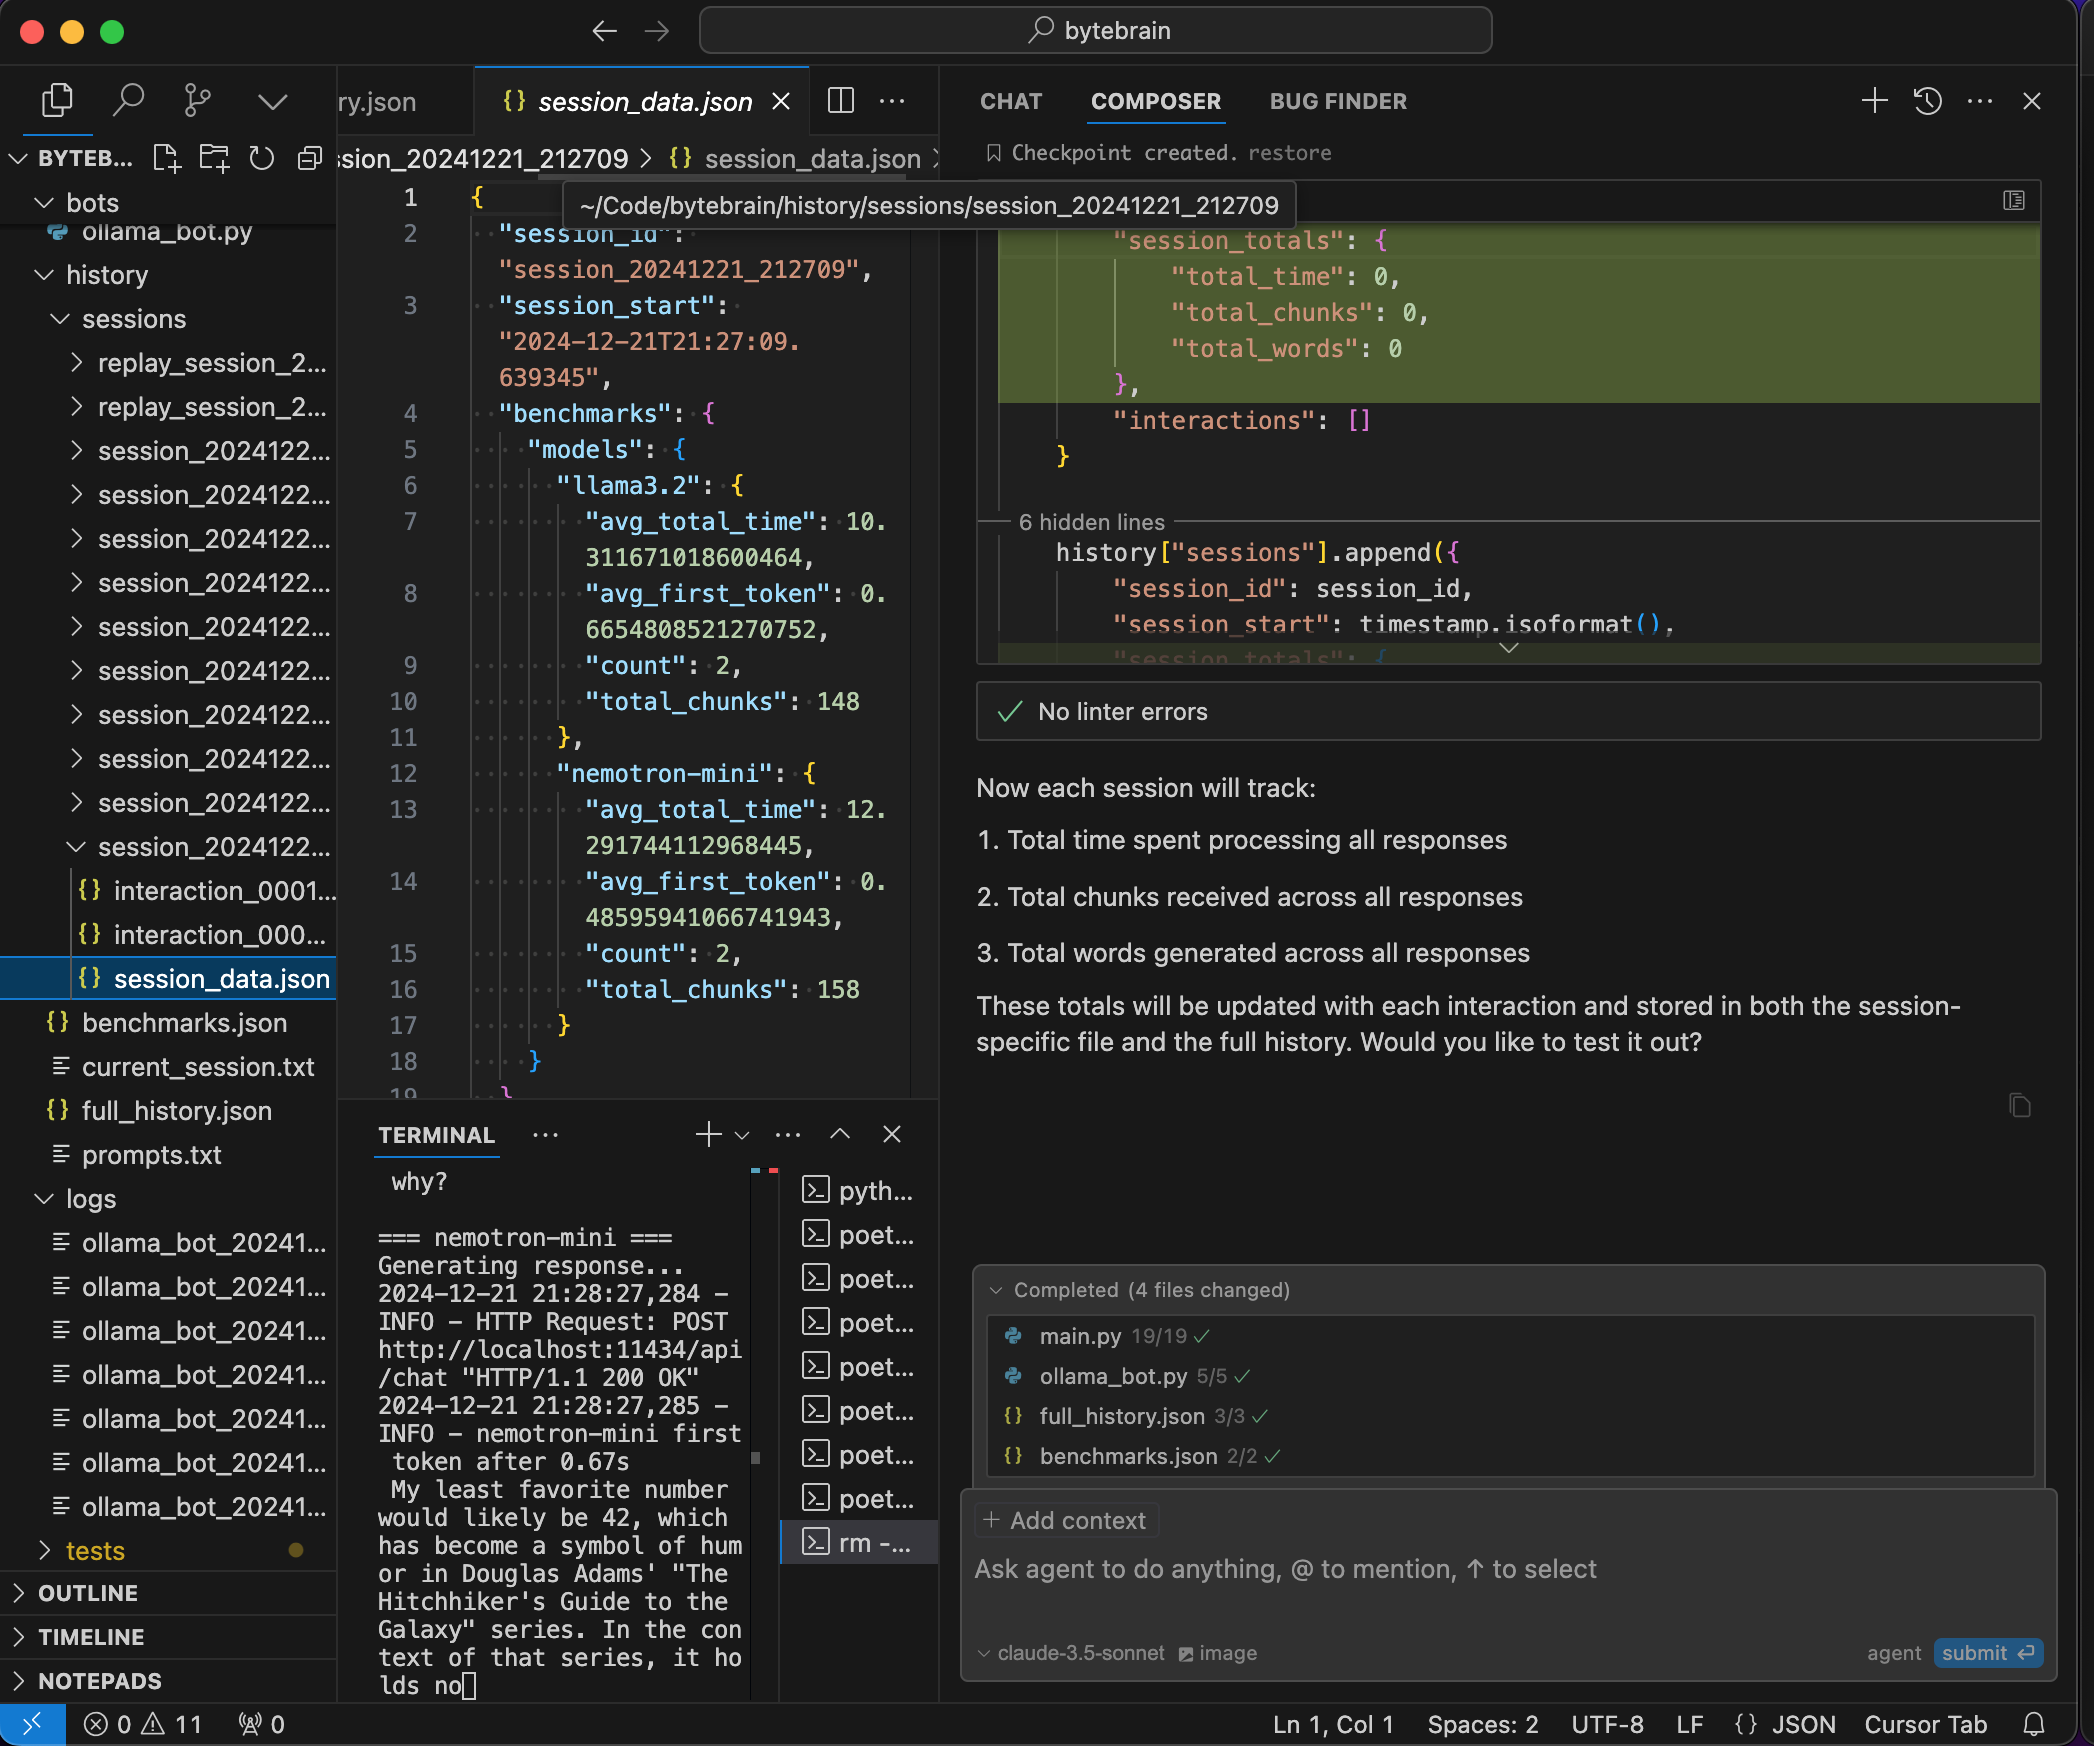 bytebrain
ry.json
session_data.json
CHAT
COMPOSER
BUG FINDER
BYTEB...
ssion_20241221_212709 > {} session_data.json
Checkpoint created. restore
~/Code/bytebrain/history/sessions/session_20241221_212709
bots
ollama_bot.py
history
sessions
replay_session_2...
replay_session_2...
session_2024122...
session_2024122...
session_2024122...
session_2024122...
session_2024122...
session_2024122...
session_2024122...
session_2024122...
session_2024122...
session_2024122...
{} interaction_0001...
{} interaction_000...
{} session_data.json
{} benchmarks.json
current_session.txt
{} full_history.json
prompts.txt
logs
ollama_bot_20241...
ollama_bot_20241...
ollama_bot_20241...
ollama_bot_20241...
ollama_bot_20241...
ollama_bot_20241...
ollama_bot_20241...
tests
OUTLINE
TIMELINE
NOTEPADS
1 {
2 "session_id":
"session_20241221_212709",
3 "session_start":
"2024-12-21T21:27:09.
639345",
4 "benchmarks": {
5 "models": {
6 "llama3.2": {
7 "avg_total_time": 10.
311671018600464,
8 "avg_first_token": 0.
6654808521270752,
9 "count": 2,
10 "total_chunks": 148
11 },
12 "nemotron-mini": {
13 "avg_total_time": 12.
291744112968445,
14 "avg_first_token": 0.
48595941066741943,
15 "count": 2,
16 "total_chunks": 158
17 }
18 }
19 }
TERMINAL
why?
=== nemotron-mini ===
Generating response...
2024-12-21 21:28:27,284 -
INFO - HTTP Request: POST
http://localhost:11434/api
/chat "HTTP/1.1 200 OK"
2024-12-21 21:28:27,285 -
INFO - nemotron-mini first
token after 0.67s
My least favorite number
would likely be 42, which
has become a symbol of hum
or in Douglas Adams' "The
Hitchhiker's Guide to the
Galaxy" series. In the con
text of that series, it ho
lds no
pyth...
poet...
poet...
poet...
poet...
poet...
poet...
poet...
rm -...
"session_totals": {
"total_time": 0,
"total_chunks": 0,
"total_words": 0
},
"interactions": []
}
6 hidden lines
history["sessions"].append({
"session_id": session_id,
"session_start": timestamp.isoformat(),
"session_totals": {
No linter errors
Now each session will track:
1. Total time spent processing all responses
2. Total chunks received across all responses
3. Total words generated across all responses
These totals will be updated with each interaction and stored in both the session-
specific file and the full history. Would you like to test it out?
Completed (4 files changed)
main.py 19/19
ollama_bot.py 5/5
{} full_history.json 3/3
{} benchmarks.json 2/2
+ Add context
Ask agent to do anything, @ to mention, ↑ to select
claude-3.5-sonnet image
agent submit
0 11 0
Ln 1, Col 1 Spaces: 2 UTF-8 LF {} JSON Cursor Tab